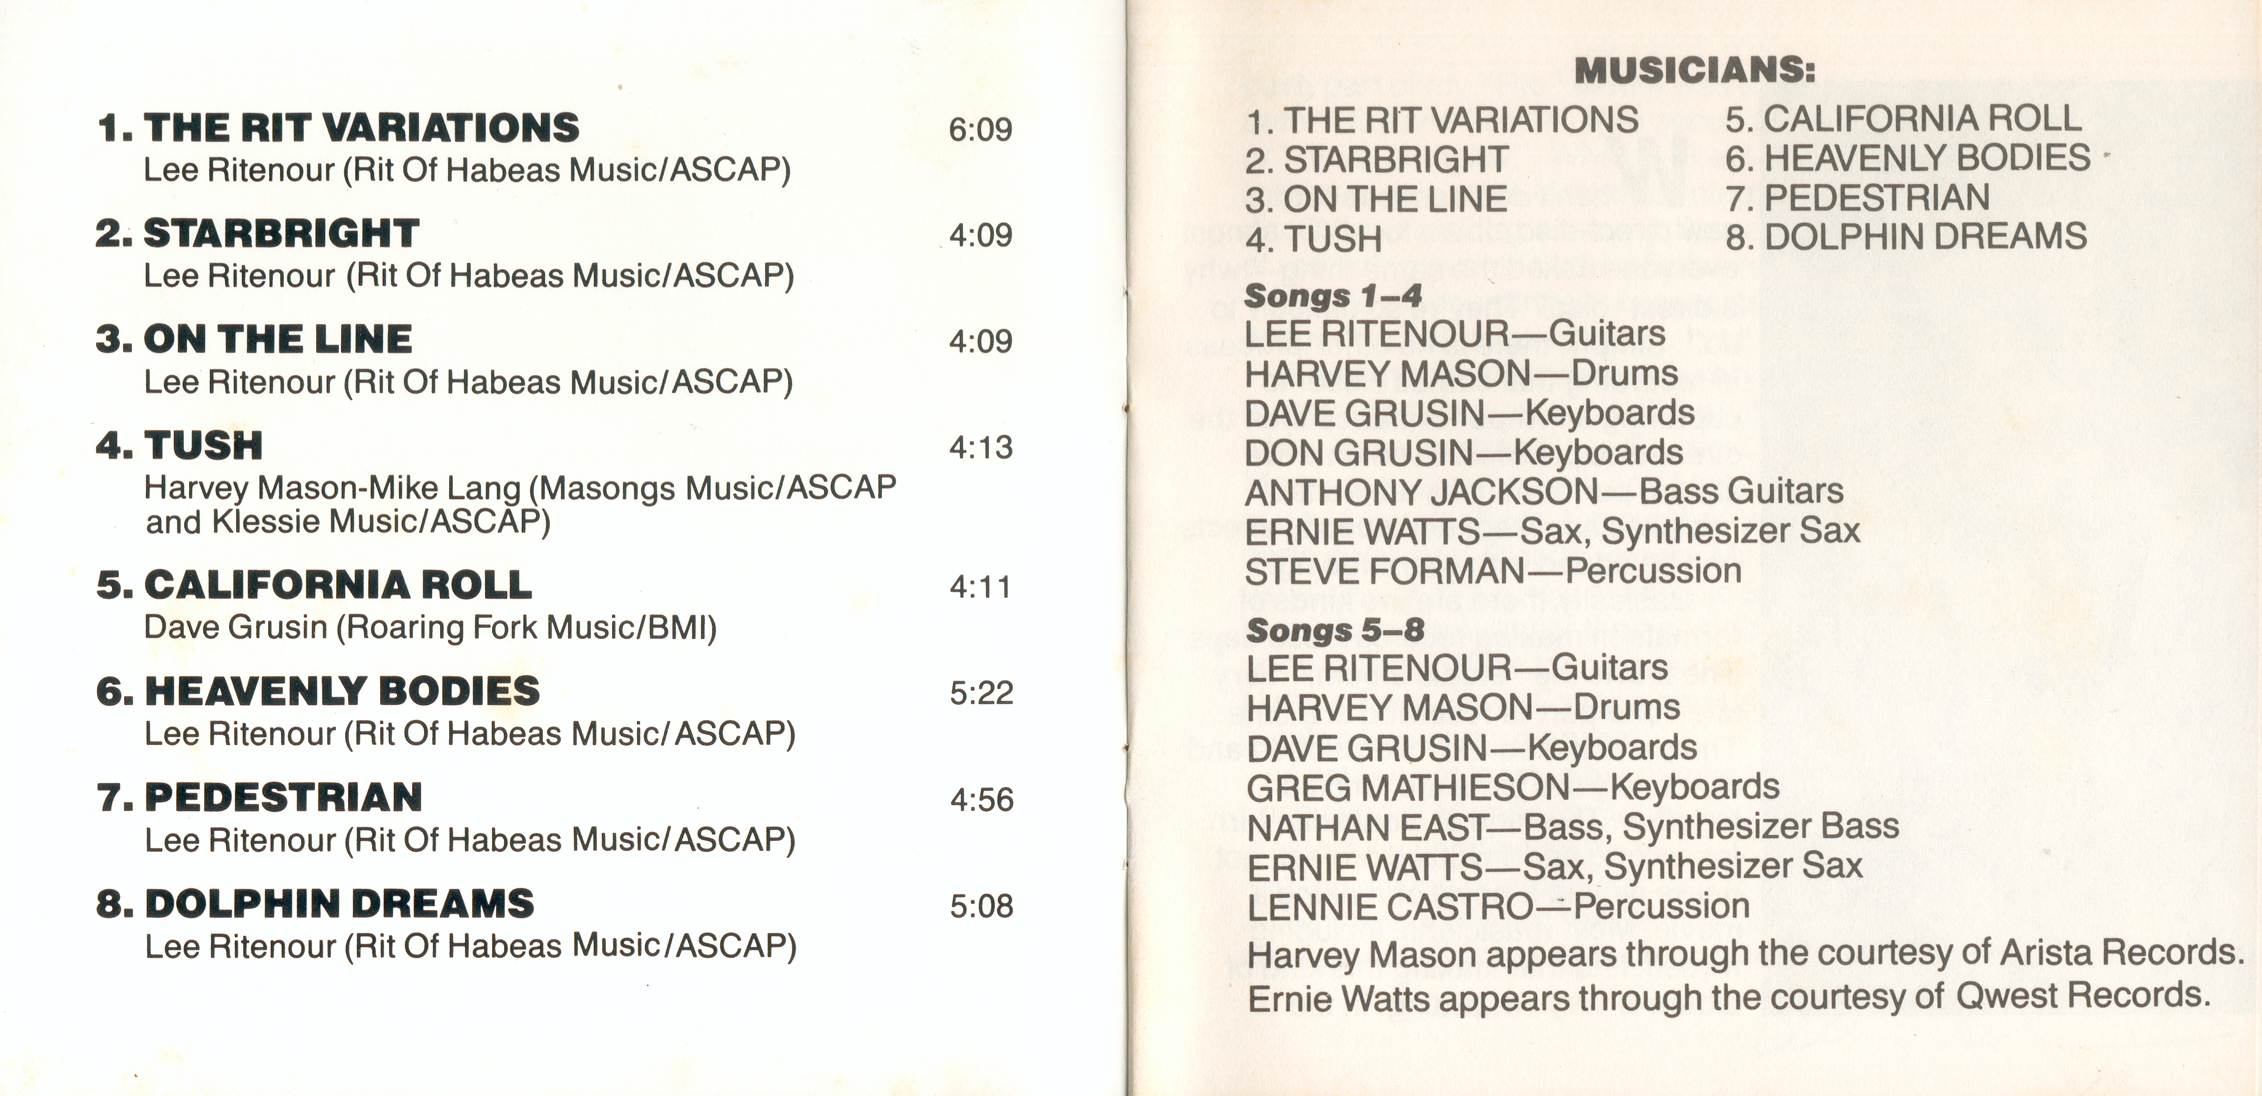 1. THE RIT VARIATIONS 6:09
Lee Ritenour (Rit Of Habeas Music/ASCAP)
2. STARBRIGHT 4:09
Lee Ritenour (Rit Of Habeas Music/ASCAP)
3. ON THE LINE 4:09
Lee Ritenour (Rit Of Habeas Music/ASCAP)
4. TUSH 4:13
Harvey Mason-Mike Lang (Masongs Music/ASCAP
and Klessie Music/ASCAP)
5. CALIFORNIA ROLL 4:11
Dave Grusin (Roaring Fork Music/BMI)
6. HEAVENLY BODIES 5:22
Lee Ritenour (Rit Of Habeas Music/ASCAP)
7. PEDESTRIAN 4:56
Lee Ritenour (Rit Of Habeas Music/ASCAP)
8. DOLPHIN DREAMS 5:08
Lee Ritenour (Rit Of Habeas Music/ASCAP)
MUSICIANS:
1. THE RIT VARIATIONS
2. STARBRIGHT
3. ON THE LINE
4. TUSH
5. CALIFORNIA ROLL
6. HEAVENLY BODIES
7. PEDESTRIAN
8. DOLPHIN DREAMS
Songs 1–4
LEE RITENOUR—Guitars
HARVEY MASON—Drums
DAVE GRUSIN—Keyboards
DON GRUSIN—Keyboards
ANTHONY JACKSON—Bass Guitars
ERNIE WATTS—Sax, Synthesizer Sax
STEVE FORMAN—Percussion
Songs 5–8
LEE RITENOUR—Guitars
HARVEY MASON—Drums
DAVE GRUSIN—Keyboards
GREG MATHIESON—Keyboards
NATHAN EAST—Bass, Synthesizer Bass
ERNIE WATTS—Sax, Synthesizer Sax
LENNIE CASTRO—Percussion
Harvey Mason appears through the courtesy of Arista Records.
Ernie Watts appears through the courtesy of Qwest Records.